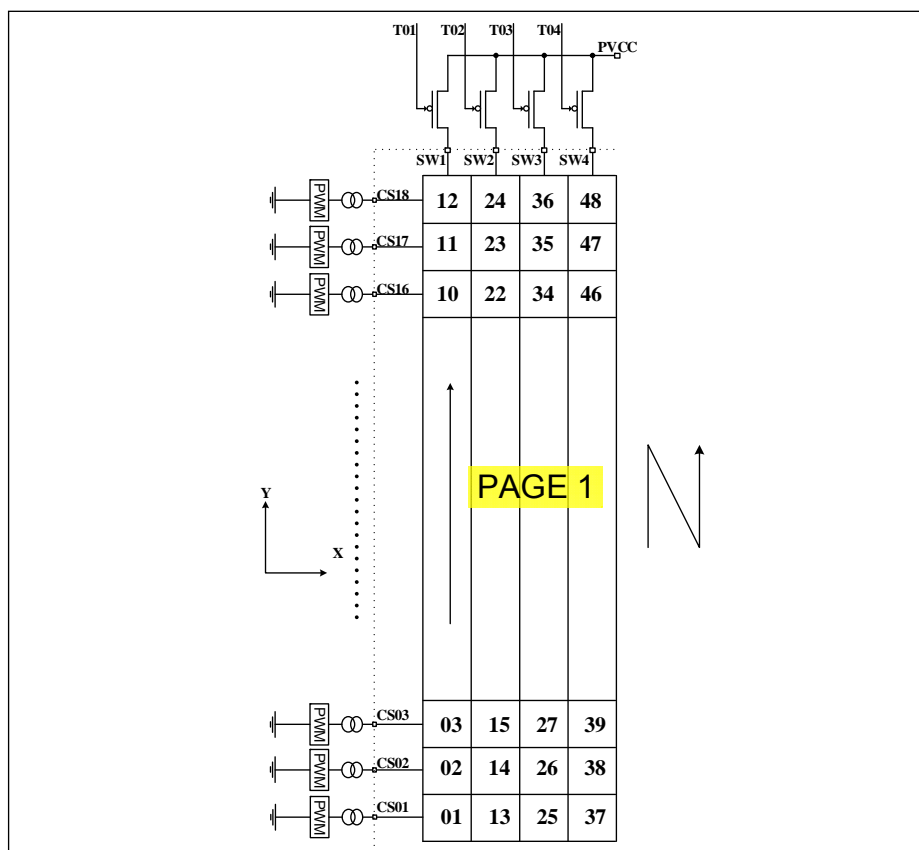 T01 T02 T03 T04
PVCC
SW1 SW2 SW3 SW4
PWM CS18 12 24 36 48
PWM CS17 11 23 35 47
PWM CS16 10 22 34 46
PAGE 1
Y
X
PWM CS03 03 15 27 39
PWM CS02 02 14 26 38
PWM CS01 01 13 25 37